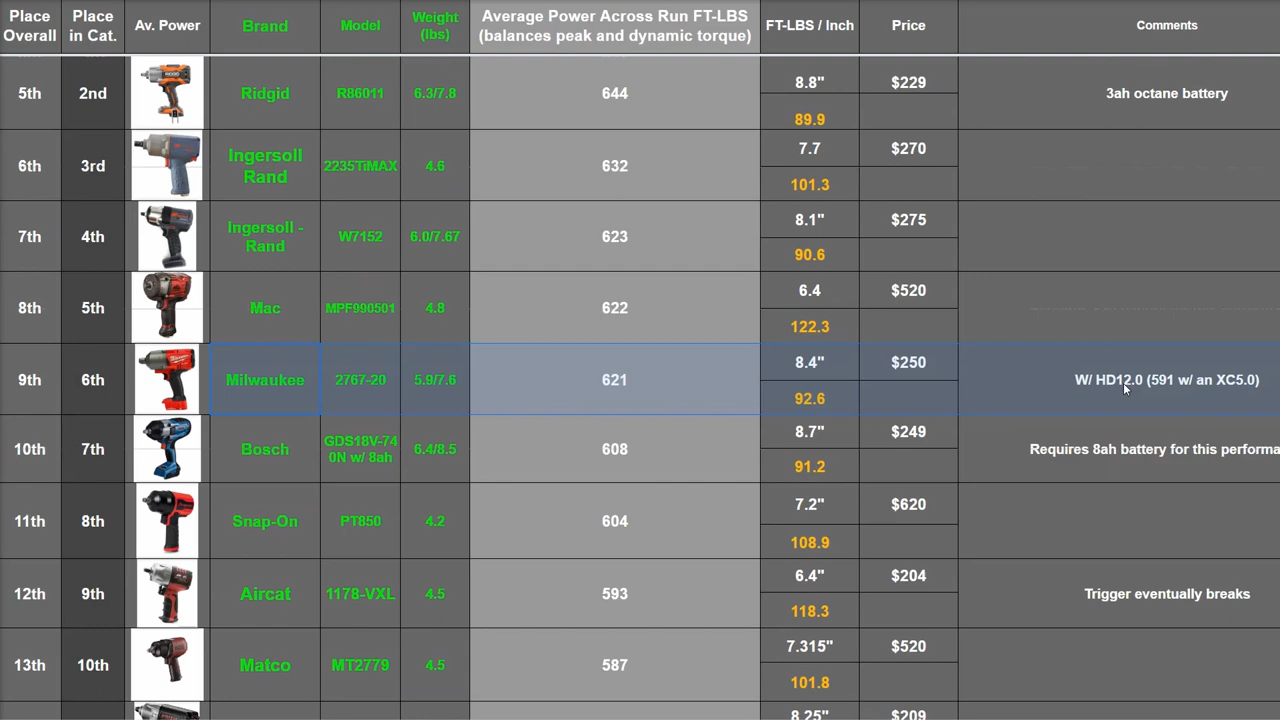 Place Overall
Place in Cat.
Av. Power
Brand
Model
Weight (lbs)
Average Power Across Run FT-LBS
(balances peak and dynamic torque)
FT-LBS / Inch
Price
Comments
5th 2nd Ridgid R86011 6.3/7.8 644 8.8" $229 3ah octane battery
89.9
6th 3rd Ingersoll Rand 2235TiMAX 4.6 632 7.7 $270
101.3
7th 4th Ingersoll - Rand W7152 6.0/7.67 623 8.1" $275
90.6
8th 5th Mac MPF990501 4.8 622 6.4 $520
122.3
9th 6th Milwaukee 2767-20 5.9/7.6 621 8.4" $250 W/ HD12.0 (591 w/ an XC5.0)
92.6
10th 7th Bosch GDS18V-74 0N w/ 8ah 6.4/8.5 608 8.7" $249 Requires 8ah battery for this performa
91.2
11th 8th Snap-On PT850 4.2 604 7.2" $620
108.9
12th 9th Aircat 1178-VXL 4.5 593 6.4" $204 Trigger eventually breaks
118.3
13th 10th Matco MT2779 4.5 587 7.315" $520
101.8
8.25" $209